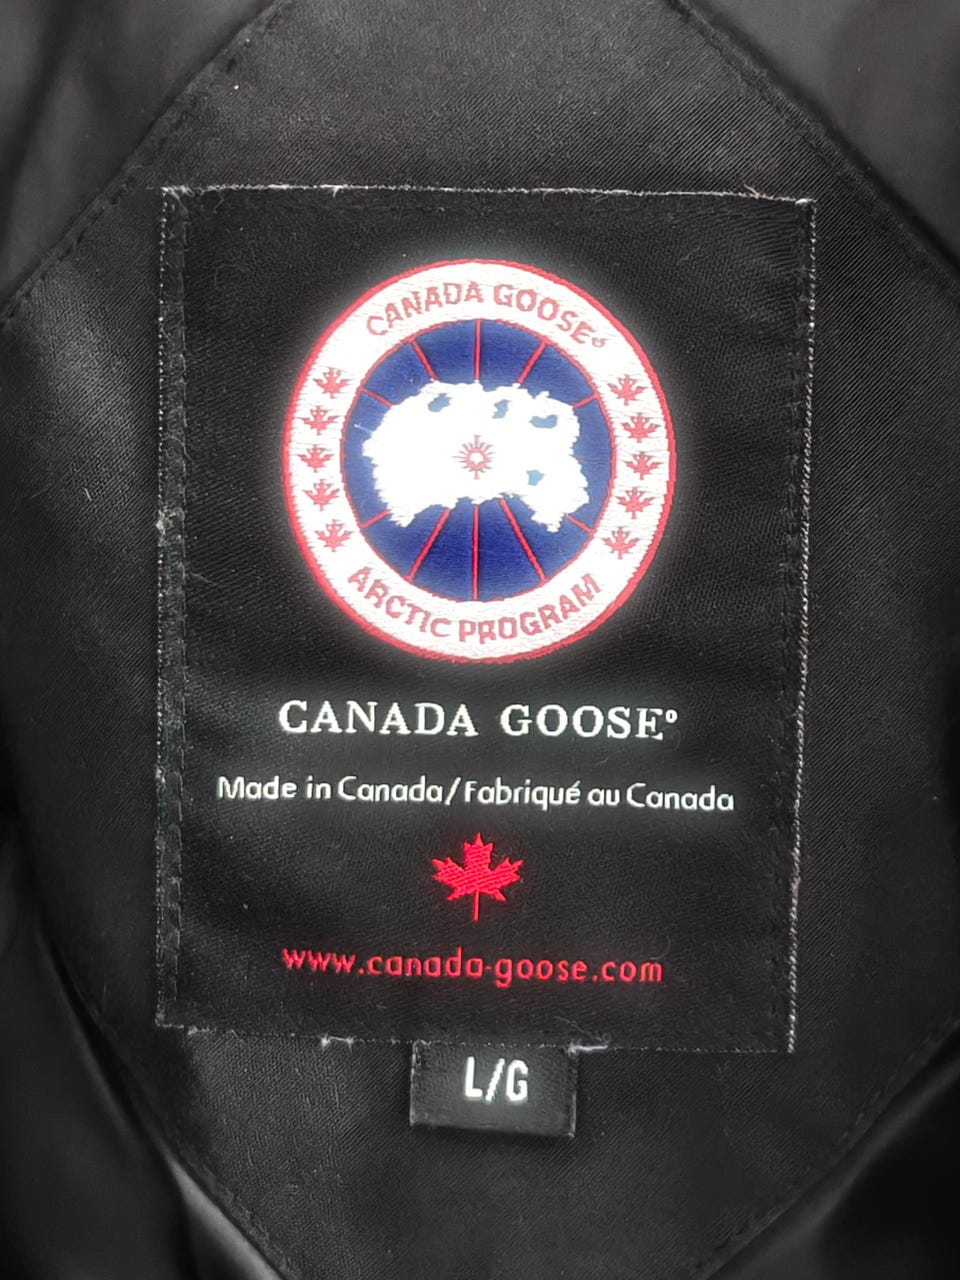 CANADA GOOSE®
ARCTIC PROGRAM
CANADA GOOSE®
Made in Canada/Fabriqué au Canada
www.canada-goose.com
L/G